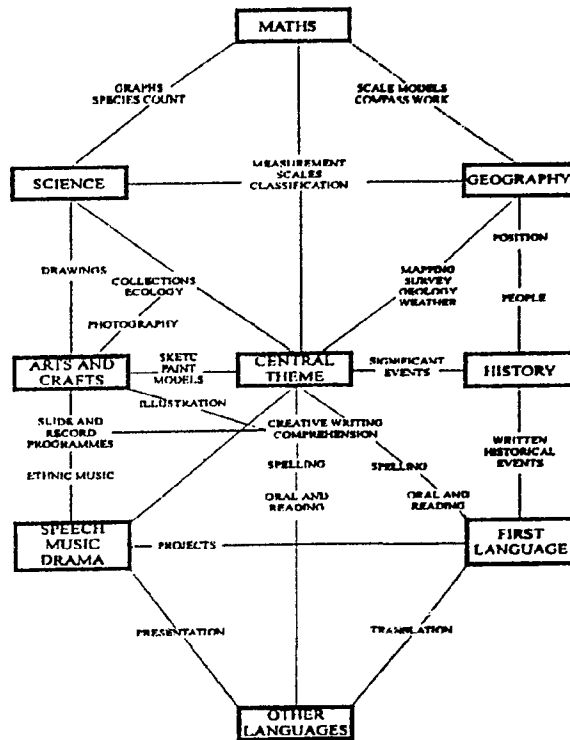 MATHS
GRAPHS
SPECIES COUNT
SCALE MODELS
COMPASS WORK
MEASUREMENT
SCALES
CLASSIFICATION
SCIENCE
GEOGRAPHY
POSITION
DRAWINGS
COLLECTIONS
ECOLOGY
MAPPING
SURVEY
GEOLOGY
WEATHER
PEOPLE
PHOTOGRAPHY
ARTS AND
CRAFTS
SKETC
PAINT
MODELS
CENTRAL
THEME
SIGNIFICANT
EVENTS
HISTORY
ILLUSTRATION
SLIDE AND
RECORD
PROGRAMMES
CREATIVE WRITING
COMPREHENSION
WRITTEN
HISTORICAL
EVENTS
ETHNIC MUSIC
SPELLING
SPELLING
ORAL AND
READING
ORAL AND
READING
SPEECH
MUSIC
DRAMA
PROJECTS
FIRST
LANGUAGE
PRESENTATION
TRANSLATION
OTHER
LANGUAGES